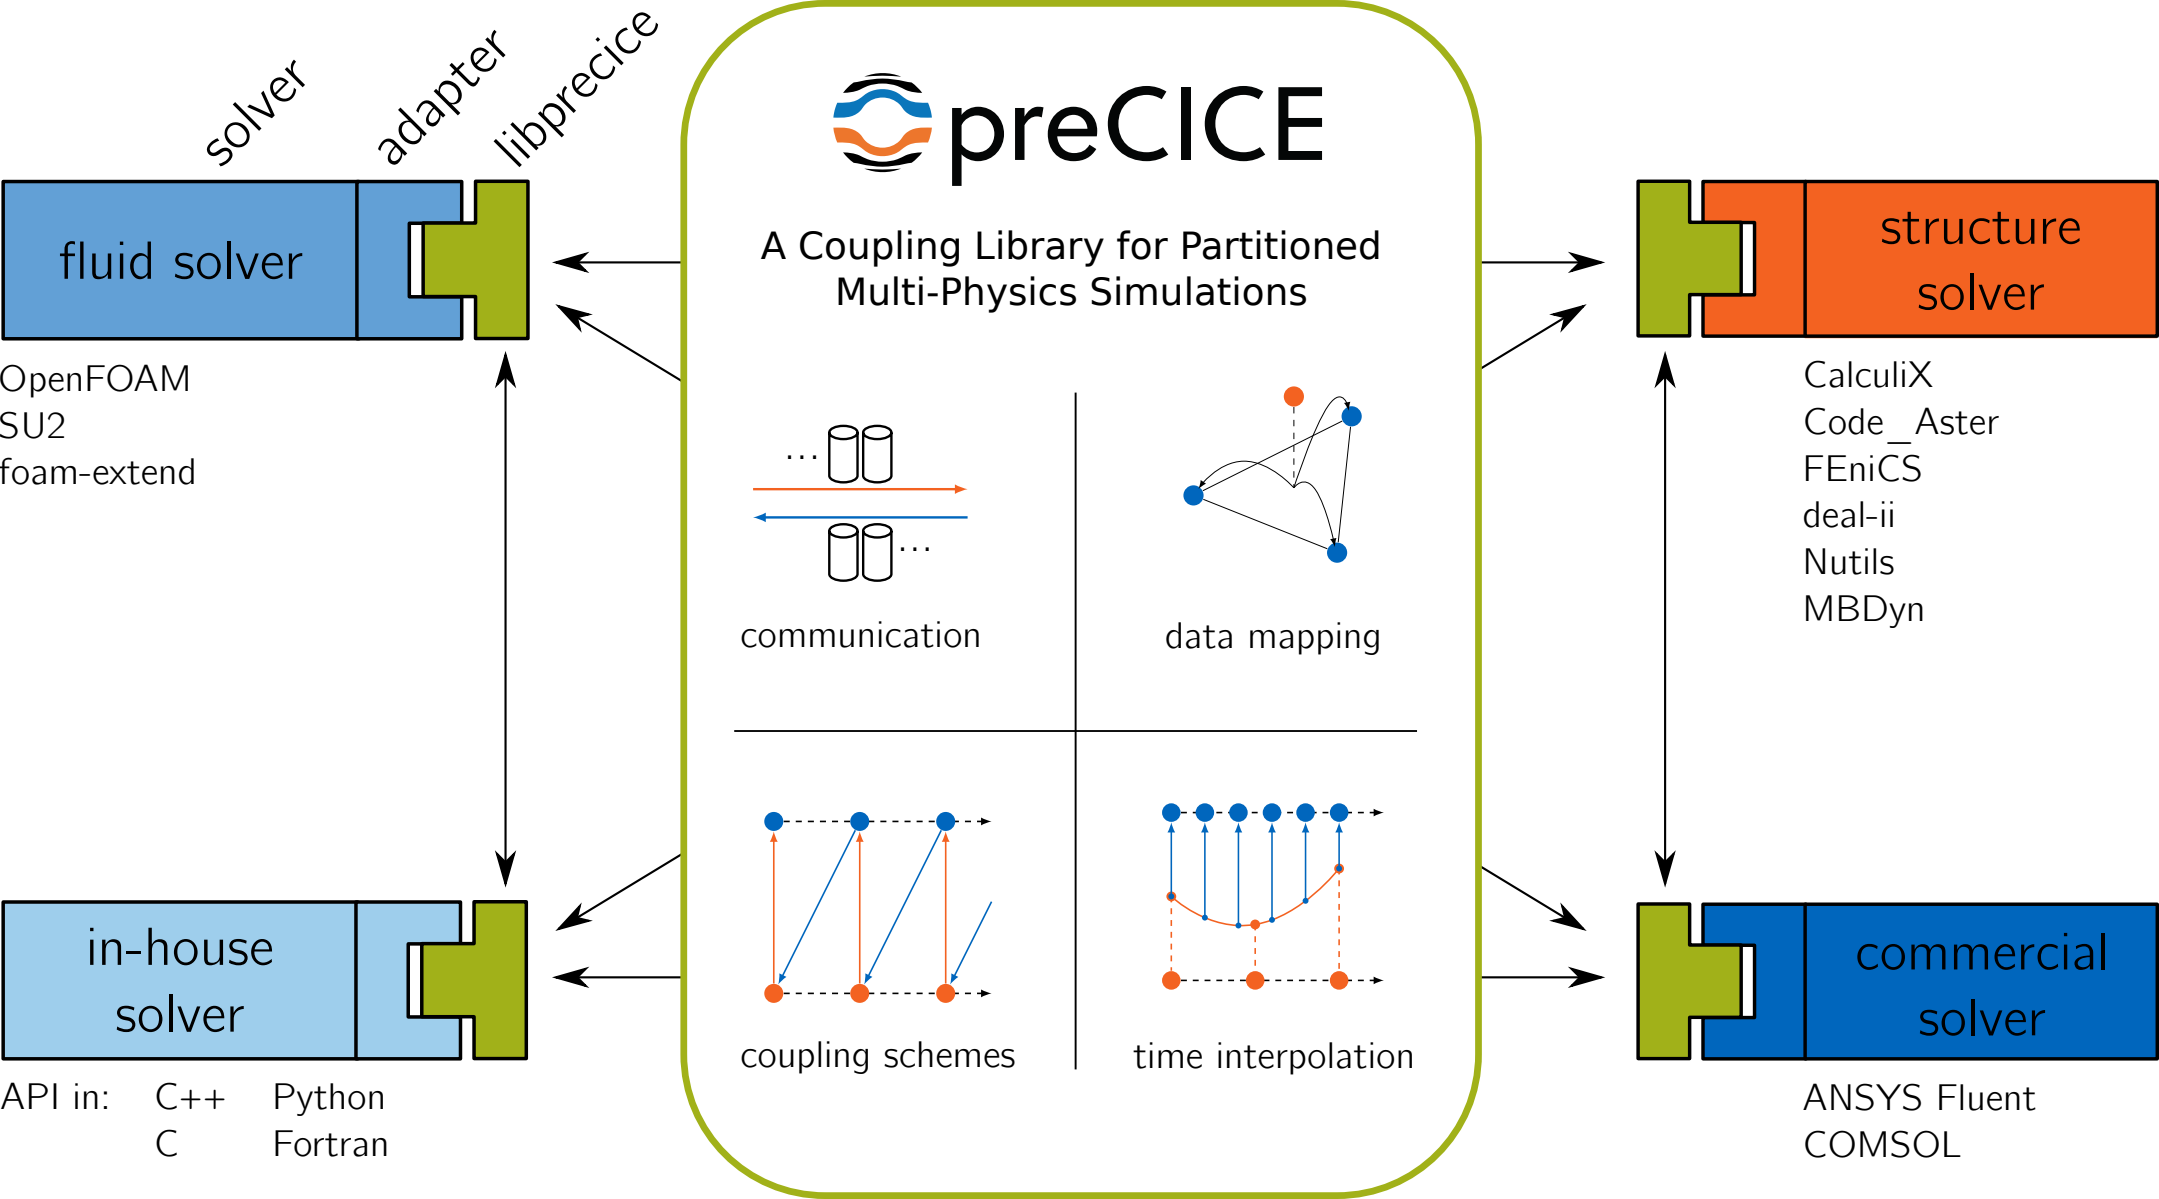 solver
adapter
libprecice
preCICE
A Coupling Library for Partitioned
Multi-Physics Simulations
fluid solver
OpenFOAM
SU2
foam-extend
structure
solver
CalculiX
Code_Aster
FEniCS
deal-ii
Nutils
MBDyn
...
...
communication
data mapping
coupling schemes
time interpolation
in-house
solver
API in: C++ Python
C Fortran
commercial
solver
ANSYS Fluent
COMSOL